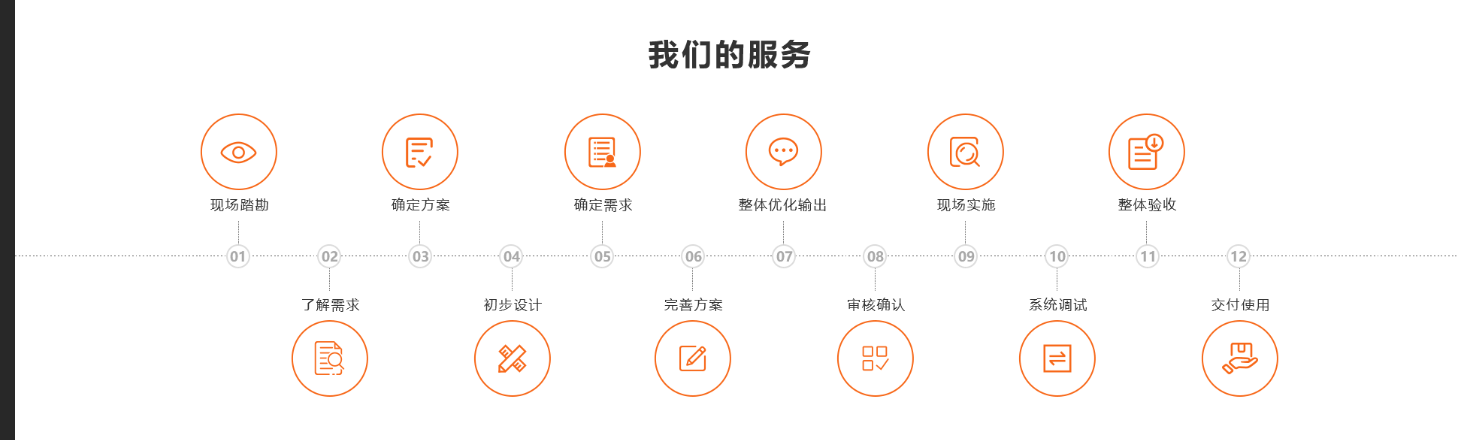 我们的服务
现场踏勘
确定方案
确定需求
整体优化输出
现场实施
整体验收
01
02
03
04
05
06
07
08
09
10
11
12
了解需求
初步设计
完善方案
审核确认
系统调试
交付使用